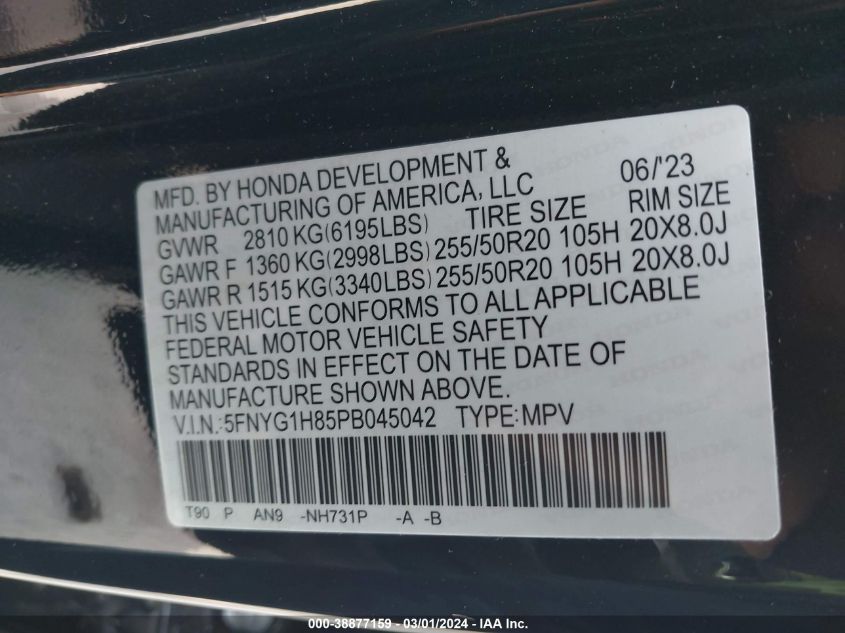 MFD. BY HONDA DEVELOPMENT & 06/'23
MANUFACTURING OF AMERICA, LLC
GVWR 2810 KG(6195LBS) TIRE SIZE RIM SIZE
GAWR F 1360 KG(2998LBS) 255/50R20 105H 20X8.0J
GAWR R 1515 KG(3340LBS) 255/50R20 105H 20X8.0J
THIS VEHICLE CONFORMS TO ALL APPLICABLE
FEDERAL MOTOR VEHICLE SAFETY
STANDARDS IN EFFECT ON THE DATE OF
MANUFACTURE SHOWN ABOVE.
V.I.N.:5FNYG1H85PB045042 TYPE:MPV
T90 P AN9 -NH731P -A -B
000-38877159 - 03/01/2024 - IAA Inc.